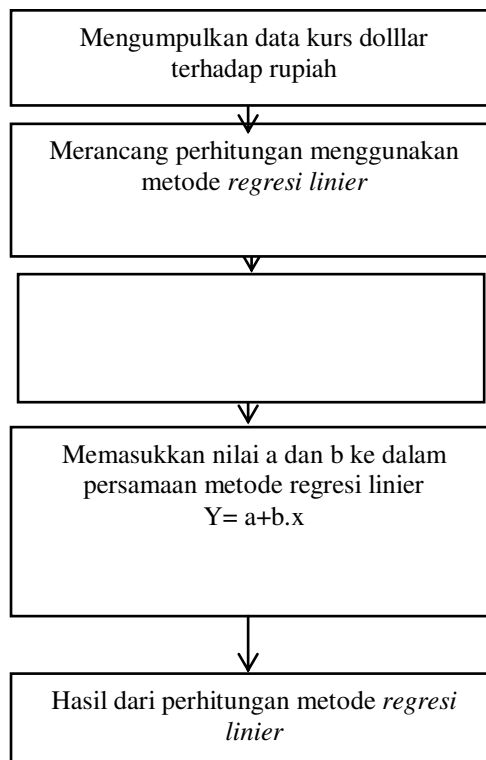 Mengumpulkan data kurs dolllar
terhadap rupiah
Merancang perhitungan menggunakan
metode regresi linier
Memasukkan nilai a dan b ke dalam
persamaan metode regresi linier
Y= a+b.x
Hasil dari perhitungan metode regresi
linier